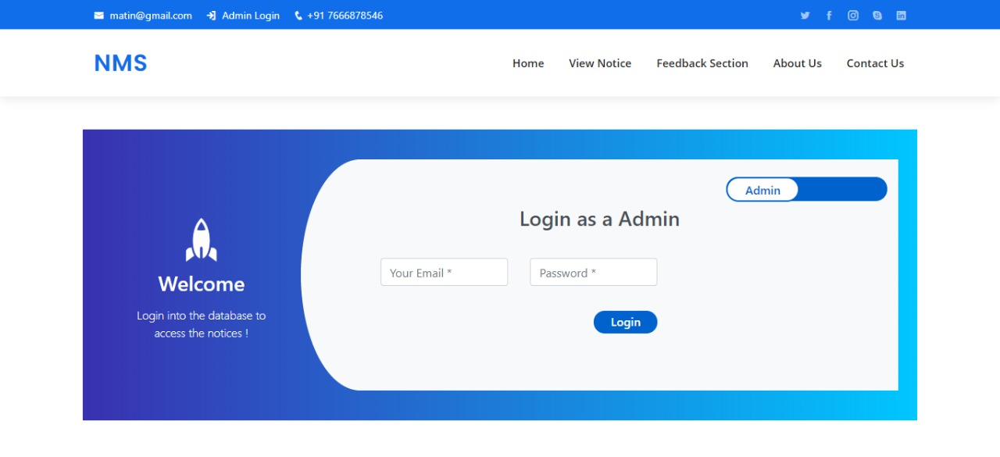 matin@gmail.com Admin Login +91 7666878546
NMS
Home View Notice Feedback Section About Us Contact Us
Admin
Login as a Admin
Your Email * Password *
Login
Welcome
Login into the database to
access the notices !